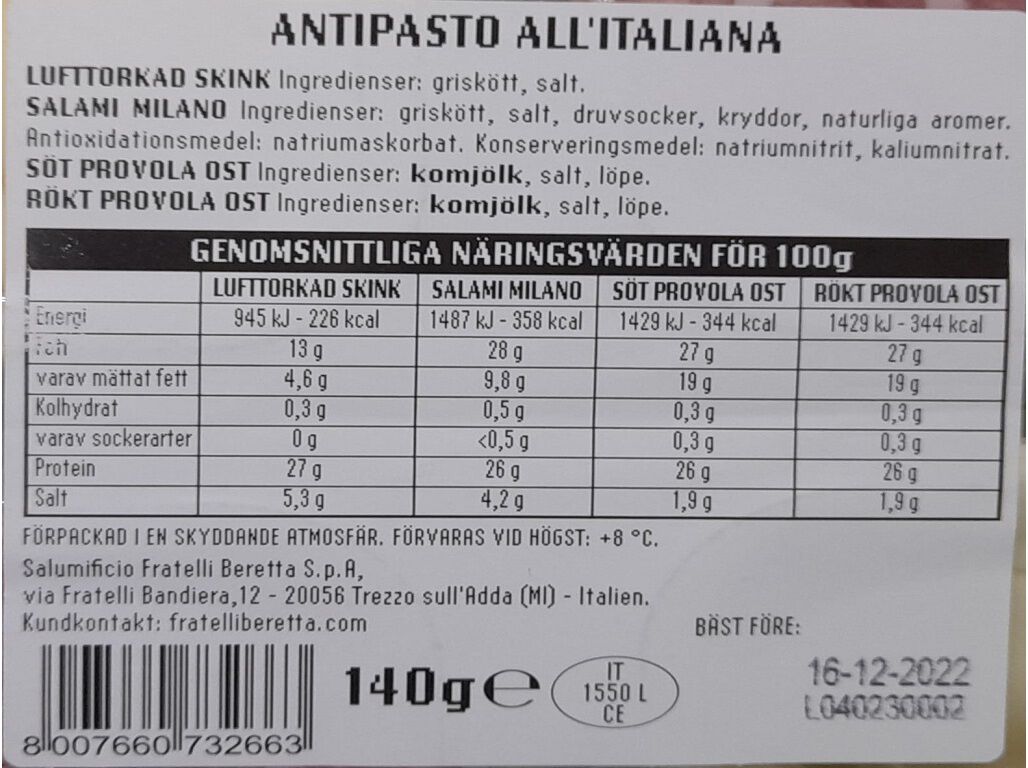 ANTIPASTO ALL'ITALIANA
LUFTTORKAD SKINK Ingredienser: griskött, salt.
SALAMI MILANO Ingredienser: griskött, salt, druvsocker, kryddor, naturliga aromer.
Antioxidationsmedel: natriumaskorbat. Konserveringsmedel: natriumnitrit, kaliumnitrat.
SÖT PROVOLA OST Ingredienser: komjölk, salt, löpe.
RÖKT PROVOLA OST Ingredienser: komjölk, salt, löpe.
GENOMSNITTLIGA NÄRINGSVÄRDEN FÖR 100g
LUFTTORKAD SKINK SALAMI MILANO SÖT PROVOLA OST RÖKT PROVOLA OST
Energi 945 kJ - 226 kcal 1487 kJ - 358 kcal 1429 kJ - 344 kcal 1429 kJ - 344 kcal
13 g 28 g 27 g 27 g
varav mättat fett 4,6 g 9,8 g 19 g 19 g
Kolhydrat 0,3 g 0,5 g 0,3 g 0,3 g
varav sockerarter 0 g <0,5 g 0,3 g 0,3 g
Protein 27 g 26 g 26 g 26 g
Salt 5,3 g 4,2 g 1,9 g 1,9 g
FÖRPACKAD I EN SKYDDANDE ATMOSFÄR. FÖRVARAS VID HÖGST: +8 °C.
Salumificio Fratelli Beretta S.p.A,
via Fratelli Bandiera,12 - 20056 Trezzo sull'Adda (MI) - Italien.
Kundkontakt: fratelliberetta.com
BÄST FÖRE:
140g e
IT
1550 L
CE
16-12-2022
L040230002
8 007660 732663